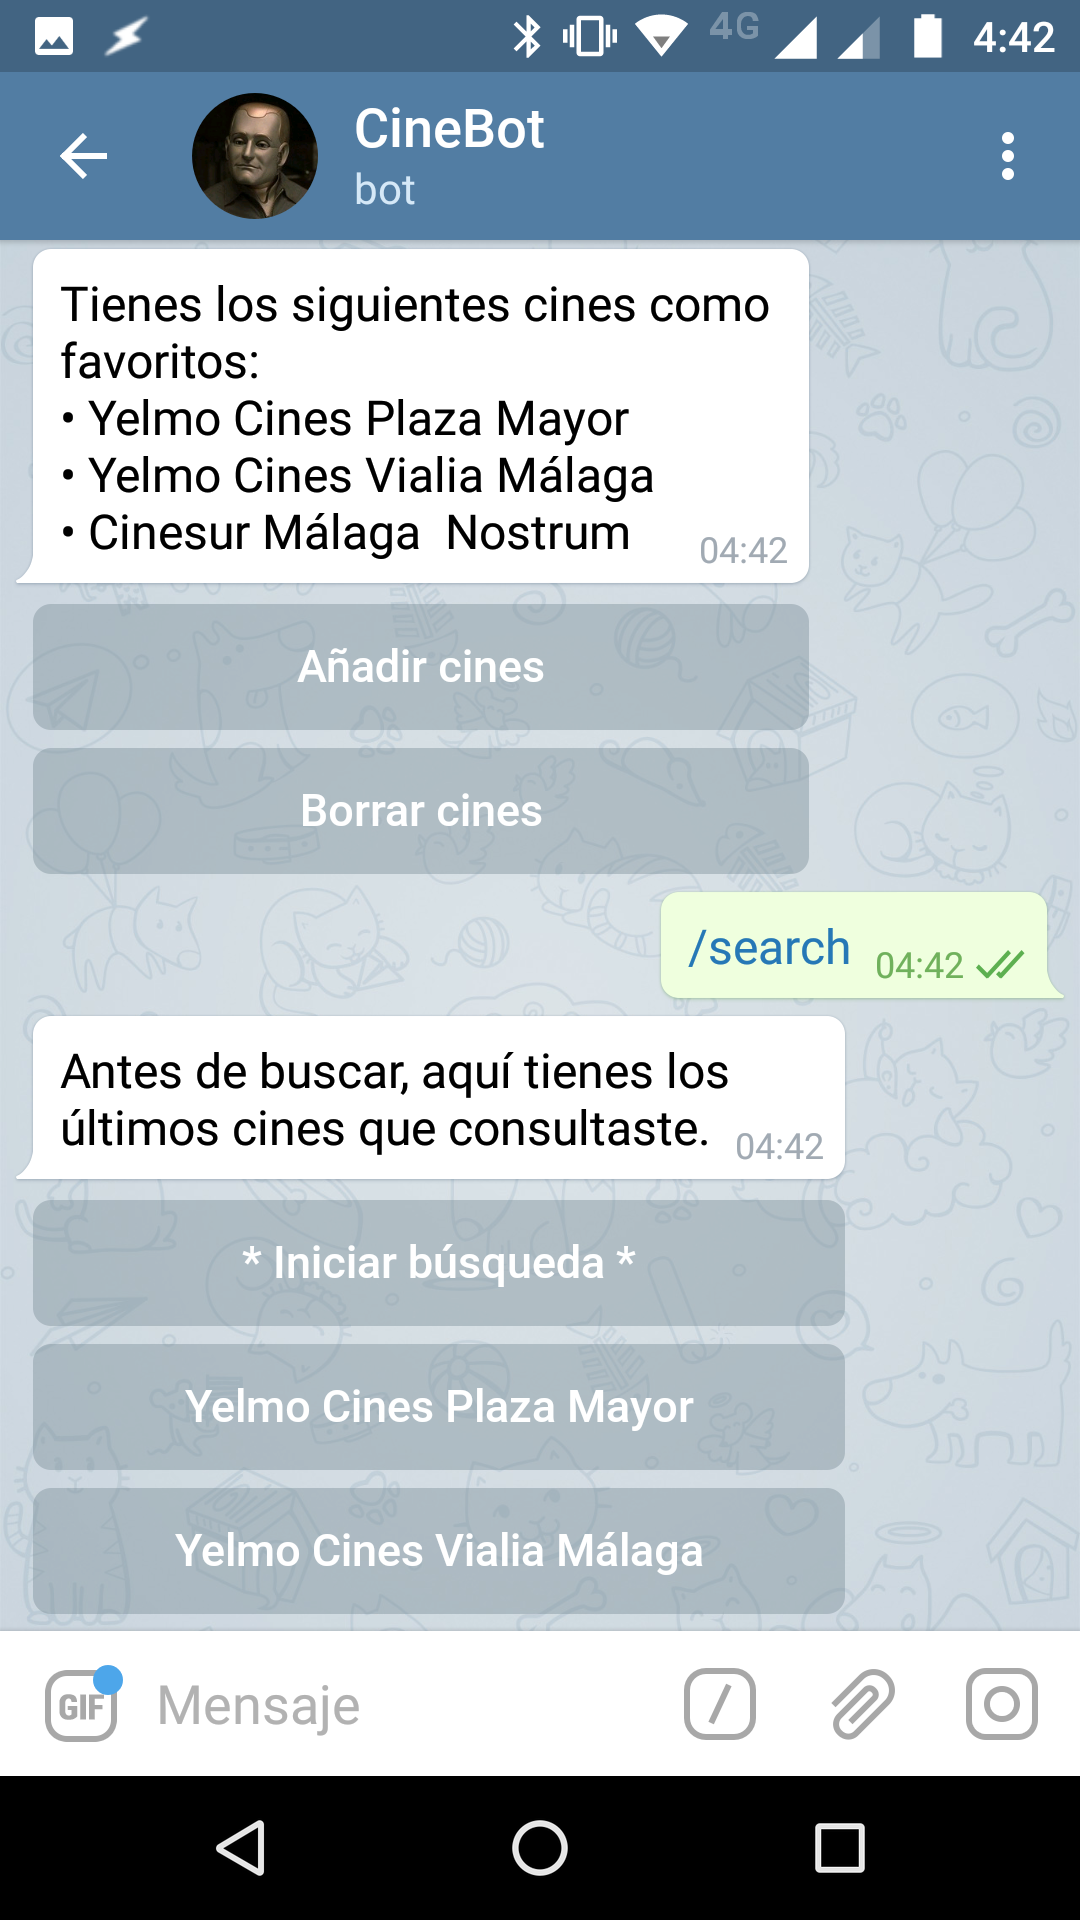 4G 4:42
CineBot
bot
Tienes los siguientes cines como
favoritos:
• Yelmo Cines Plaza Mayor
• Yelmo Cines Vialia Málaga
• Cinesur Málaga  Nostrum 04:42
Añadir cines
Borrar cines
/search 04:42
Antes de buscar, aquí tienes los
últimos cines que consultaste. 04:42
* Iniciar búsqueda *
Yelmo Cines Plaza Mayor
Yelmo Cines Vialia Málaga
GIF Mensaje